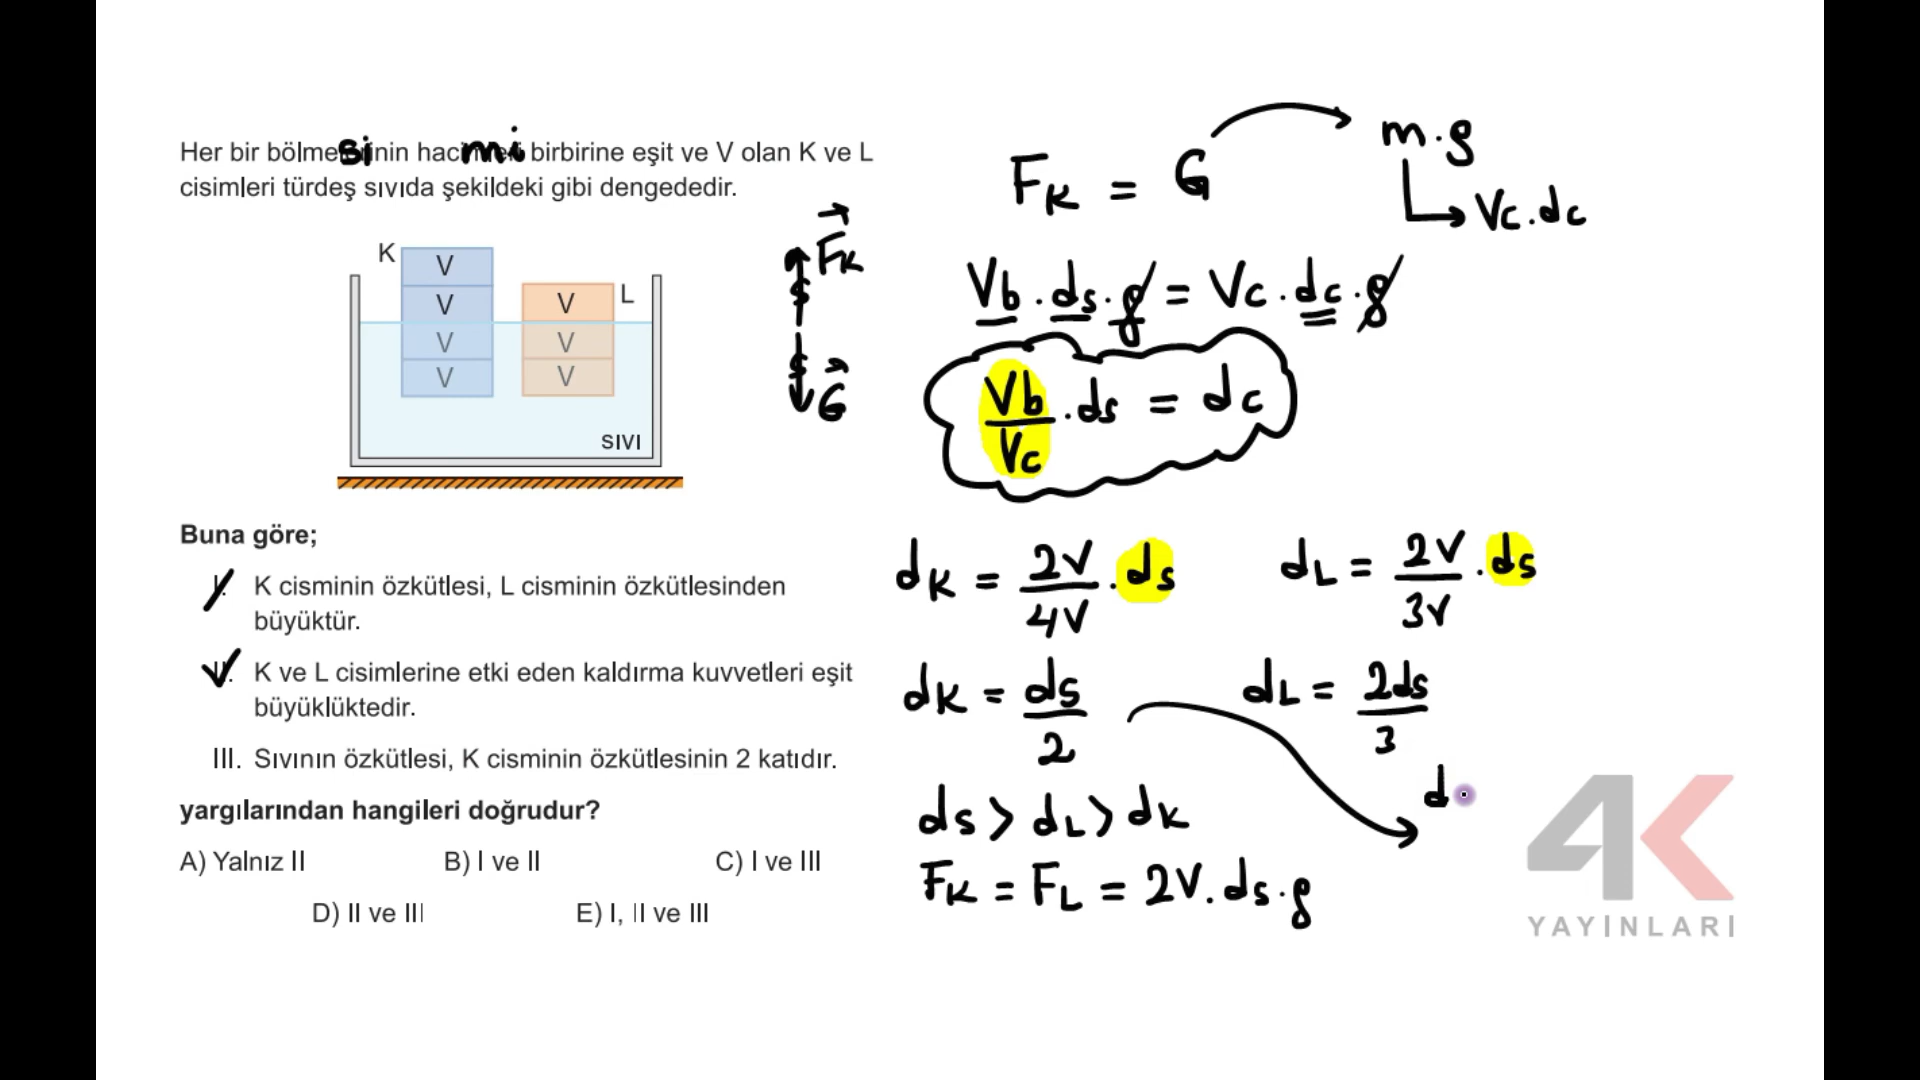 Her bir bölmesinin hacmi birbirine eşit ve V olan K ve L
cisimleri türdeş sıvıda şekildeki gibi dengededir.
K
V
V
V
V
L
V
V
V
SIVI
FK
G
FK = G
m.g
Vc.dc
Vb.ds.g = Vc.dc.g
Vb/Vc.ds = dc
Buna göre;
I. K cisminin özkütlesi, L cisminin özkütlesinden
büyüktür.
II. K ve L cisimlerine etki eden kaldırma kuvvetleri eşit
büyüklüktedir.
III. Sıvının özkütlesi, K cisminin özkütlesinin 2 katıdır.
yargılarından hangileri doğrudur?
A) Yalnız II B) I ve II C) I ve III
D) II ve III E) I, II ve III
dK = 2V/4V.ds dL = 2V/3V.ds
dK = ds/2 dL = 2ds/3
d
ds > dL > dK
FK = FL = 2V.ds.g
4K
YAYINLARI